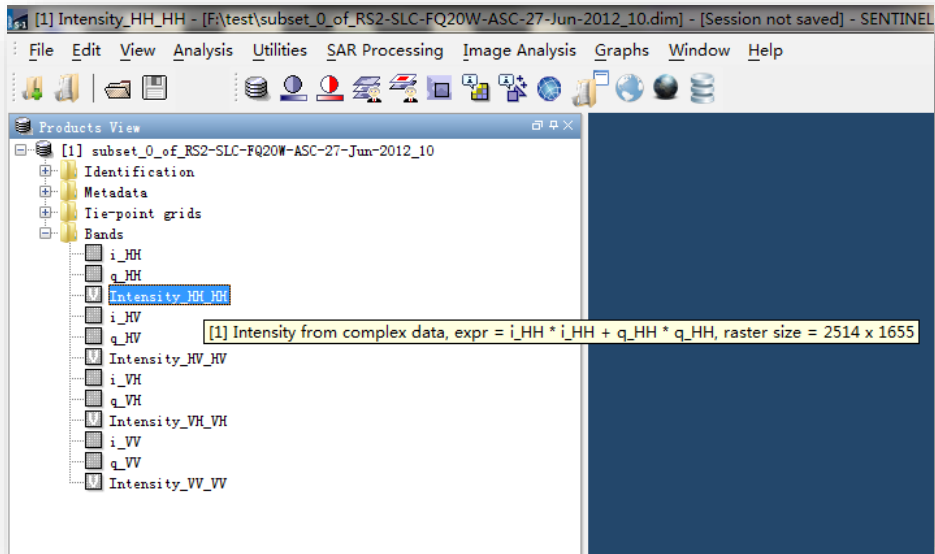 [1] Intensity_HH_HH - [F:\test\subset_0_of_RS2-SLC-FQ20W-ASC-27-Jun-2012_10.dim] - [Session not saved] - SENTINEL
File Edit View Analysis Utilities SAR Processing Image Analysis Graphs Window Help
Products View
[1] subset_0_of_RS2-SLC-FQ20W-ASC-27-Jun-2012_10
Identification
Metadata
Tie-point grids
Bands
i_HH
q_HH
Intensity_HH_HH
i_HV
[1] Intensity from complex data, expr = i_HH * i_HH + q_HH * q_HH, raster size = 2514 x 1655
q_HV
Intensity_HV_HV
i_VH
q_VH
Intensity_VH_VH
i_VV
q_VV
Intensity_VV_VV